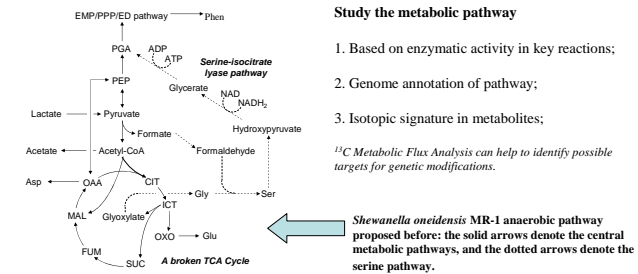 EMP/PPP/ED pathway
Phen
PGA
ADP
ATP
Serine-isocitrate
lyase pathway
PEP
Glycerate
NAD
NADH₂
Lactate
Pyruvate
Hydroxypyruvate
Formate
Acetate
Acetyl-CoA
Formaldehyde
Asp
OAA
CIT
Gly
Ser
MAL
Glyoxylate
ICT
OXO
Glu
FUM
SUC
A broken TCA Cycle
Study the metabolic pathway
1. Based on enzymatic activity in key reactions;
2. Genome annotation of pathway;
3. Isotopic signature in metabolites;
¹³C Metabolic Flux Analysis can help to identify possible
targets for genetic modifications.
Shewanella oneidensis MR-1 anaerobic pathway
proposed before: the solid arrows denote the central
metabolic pathways, and the dotted arrows denote the
serine pathway.